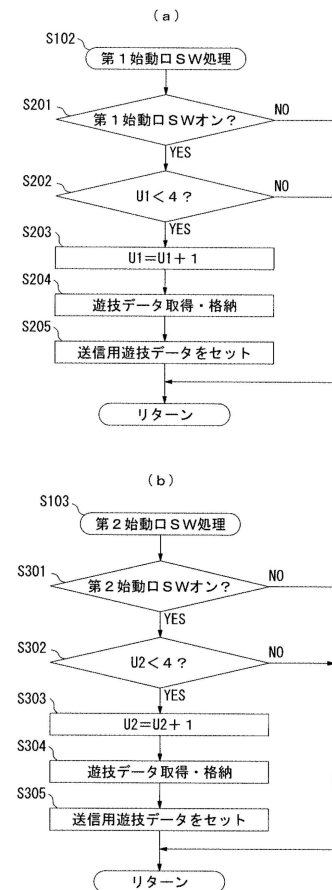 (a)
S102
第1始動口SW処理
S201
第1始動口SWオン?
NO
YES
S202
U1<4?
NO
YES
S203
U1=U1+1
S204
遊技データ取得・格納
S205
送信用遊技データをセット
リターン
(b)
S103
第2始動口SW処理
S301
第2始動口SWオン?
NO
YES
S302
U2<4?
NO
YES
S303
U2=U2+1
S304
遊技データ取得・格納
S305
送信用遊技データをセット
リターン